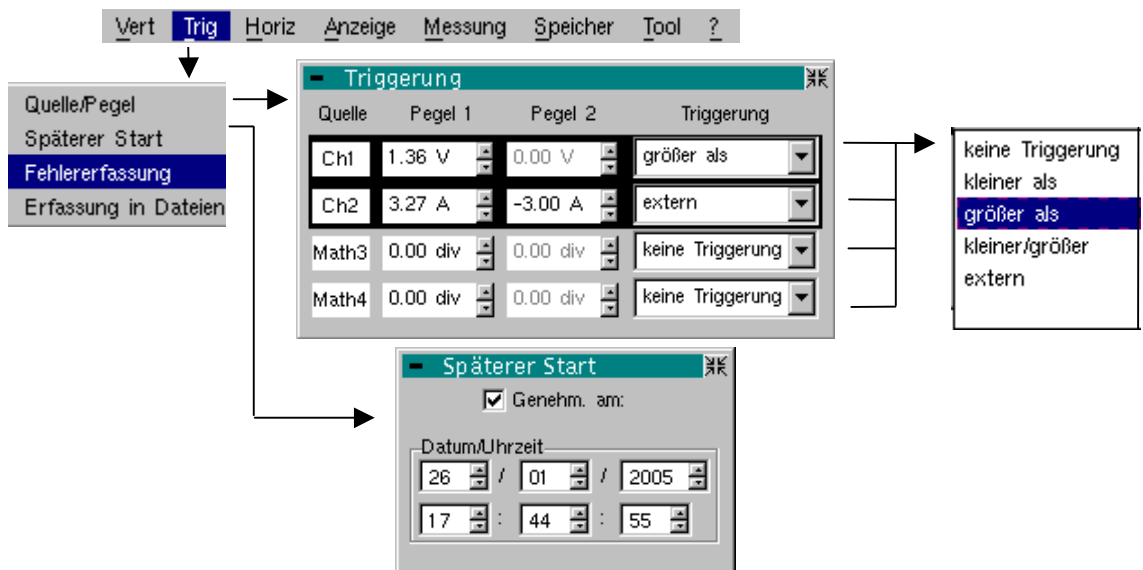 Vert Trig Horiz Anzeige Messung Speicher Tool ?
Quelle/Pegel
Späterer Start
Fehlererfassung
Erfassung in Dateien
Triggerung
Quelle Pegel 1 Pegel 2 Triggerung
Ch1 1.36 V 0.00 V größer als
Ch2 3.27 A -3.00 A extern
Math3 0.00 div 0.00 div keine Triggerung
Math4 0.00 div 0.00 div keine Triggerung
keine Triggerung
kleiner als
größer als
kleiner/größer
extern
Späterer Start
Genehm. am:
Datum/Uhrzeit
26 / 01 / 2005
17 : 44 : 55